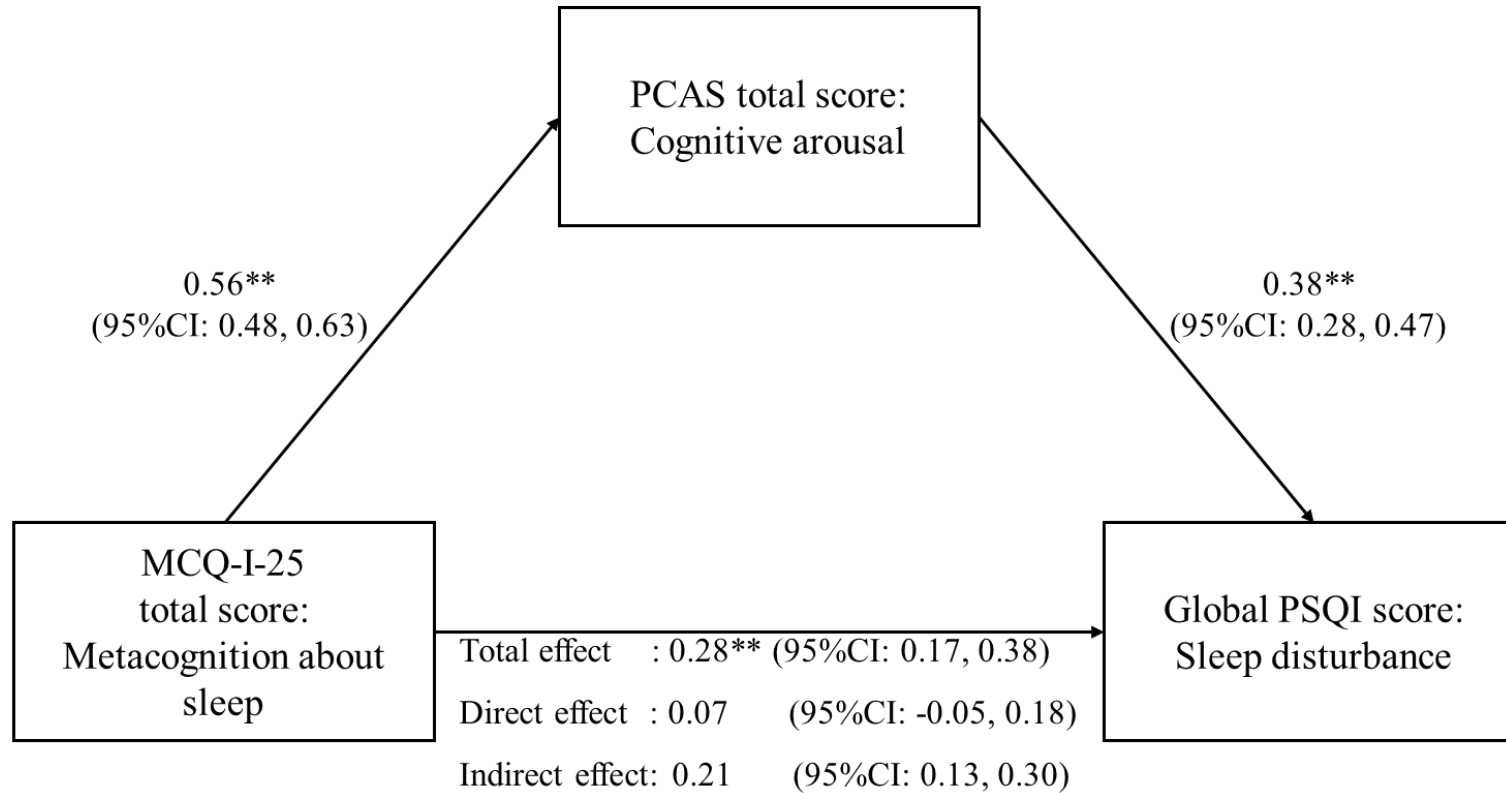 PCAS total score:
Cognitive arousal
0.56**
(95%CI: 0.48, 0.63)
0.38**
(95%CI: 0.28, 0.47)
MCQ-I-25
total score:
Metacognition about
sleep
Total effect : 0.28** (95%CI: 0.17, 0.38)
Direct effect : 0.07 (95%CI: -0.05, 0.18)
Indirect effect: 0.21 (95%CI: 0.13, 0.30)
Global PSQI score:
Sleep disturbance